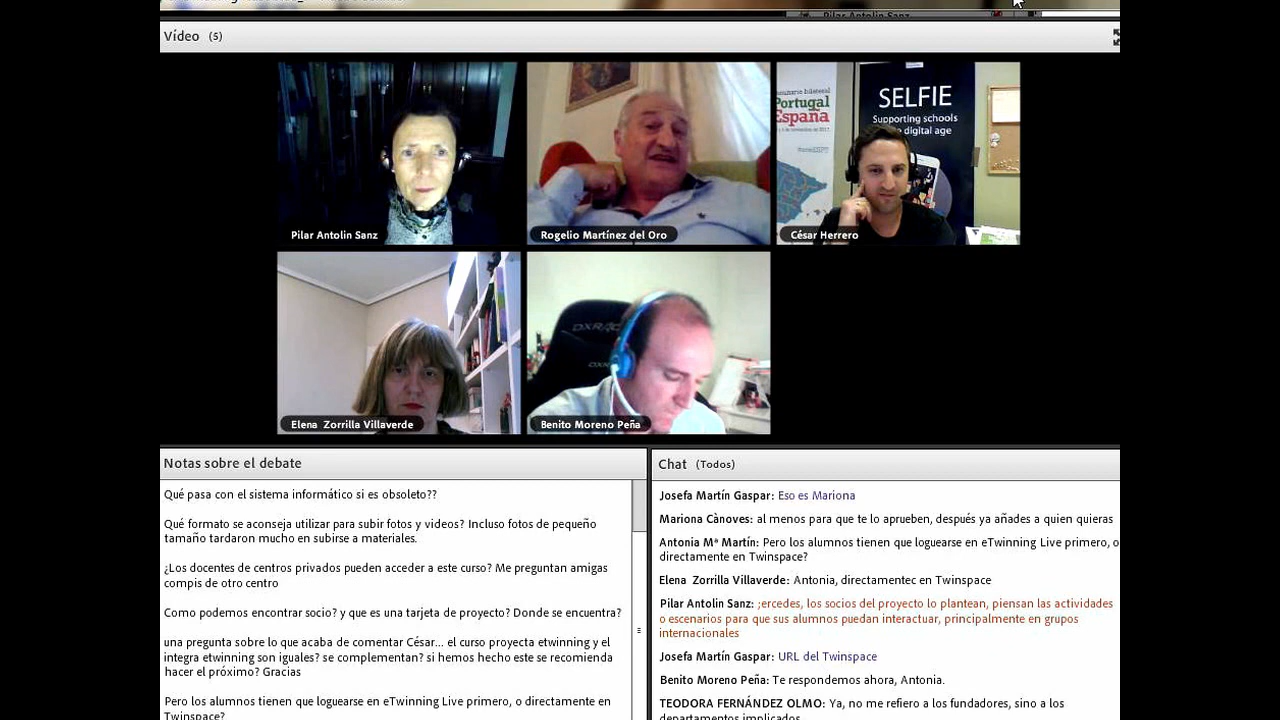 Pilar Antolin Sanz
Vídeo (5)
Portugal
España
SELFIE
Supporting schools
digital age
Pilar Antolin Sanz
Rogelio Martínez del Oro
César Herrero
DXRACER
Elena Zorrilla Villaverde
Benito Moreno Peña
Notas sobre el debate
Qué pasa con el sistema informático si es obsoleto??
Qué formato se aconseja utilizar para subir fotos y videos? Incluso fotos de pequeño
tamaño tardaron mucho en subirse a materiales.
¿Los docentes de centros privados pueden acceder a este curso? Me preguntan amigas
compis de otro centro
Como podemos encontrar socio? y que es una tarjeta de proyecto? Donde se encuentra?
una pregunta sobre lo que acaba de comentar César... el curso proyecta etwinning y el
integra etwinning son iguales? se complementan? si hemos hecho este se recomienda
hacer el próximo? Gracias
Pero los alumnos tienen que loguearse en eTwinning Live primero, o directamente en
Twinspace?
Chat (Todos)
Josefa Martín Gaspar: Eso es Mariona
Mariona Cànoves: al menos para que te lo aprueben, después ya añades a quien quieras
Antonia Mª Martín: Pero los alumnos tienen que loguearse en eTwinning Live primero, o
directamente en Twinspace?
Elena Zorrilla Villaverde: Antonia, directamentec en Twinspace
Pilar Antolin Sanz: ;ercedes, los socios del proyecto lo plantean, piensan las actividades
o escenarios para que sus alumnos puedan interactuar, principalmente en grupos
internacionales
Josefa Martín Gaspar: URL del Twinspace
Benito Moreno Peña: Te respondemos ahora, Antonia.
TEODORA FERNÁNDEZ OLMO: Ya, no me refiero a los fundadores, sino a los
departamentos implicados